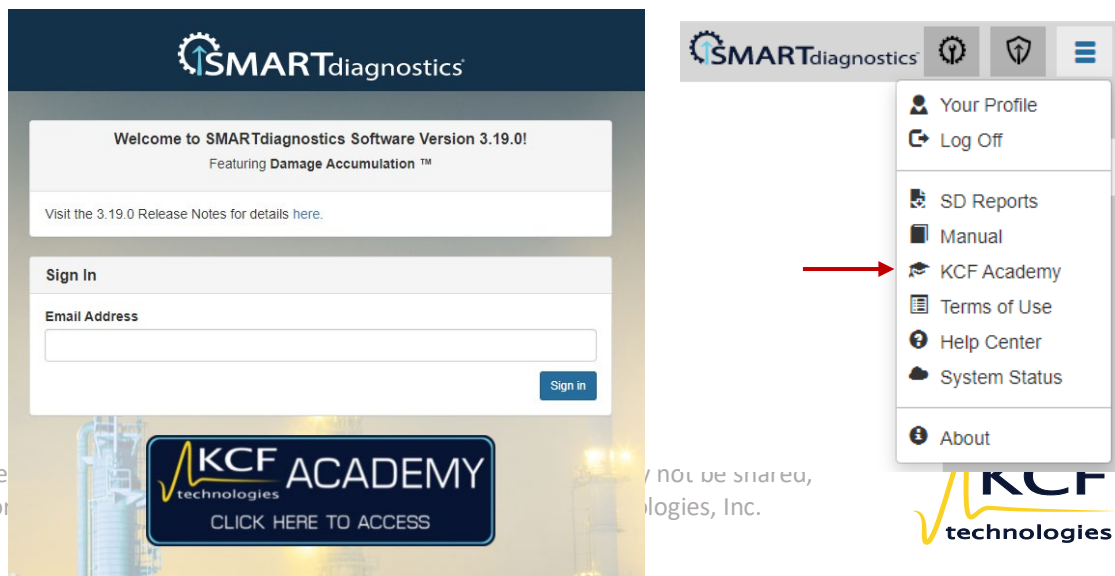 SMARTdiagnostics
Welcome to SMARTdiagnostics Software Version 3.19.0!
Featuring Damage Accumulation ™
Visit the 3.19.0 Release Notes for details here.
Sign In
Email Address
Sign in
KCF
technologies
ACADEMY
CLICK HERE TO ACCESS
SMARTdiagnostics
Your Profile
Log Off
SD Reports
Manual
KCF Academy
Terms of Use
Help Center
System Status
About
not be shared,
Inc.
KCF
technologies